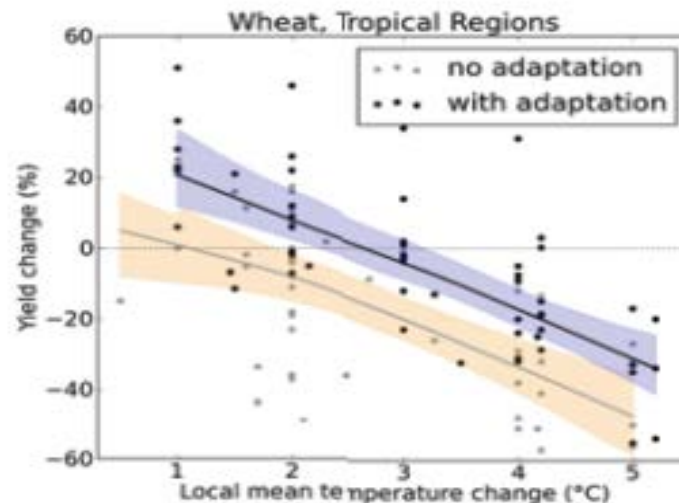 Wheat, Tropical Regions
60
no adaptation
40
with adaptation
20
0
−20
−40
−60
Yield change (%)
1 2 3 4 5
Local mean temperature change (°C)